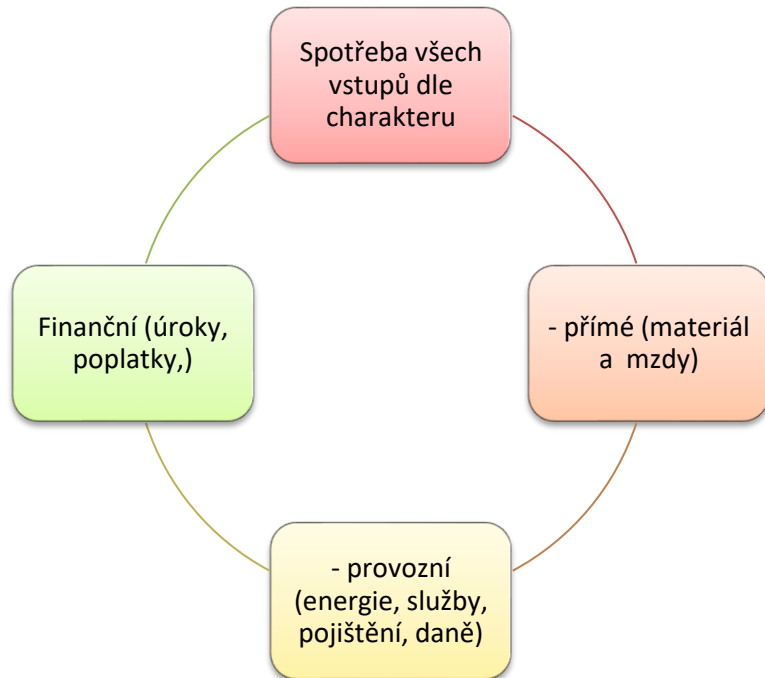 Spotřeba všech
vstupů dle
charakteru
Finanční (úroky,
poplatky,)
- přímé (materiál
a  mzdy)
- provozní
(energie, služby,
pojištění, daně)